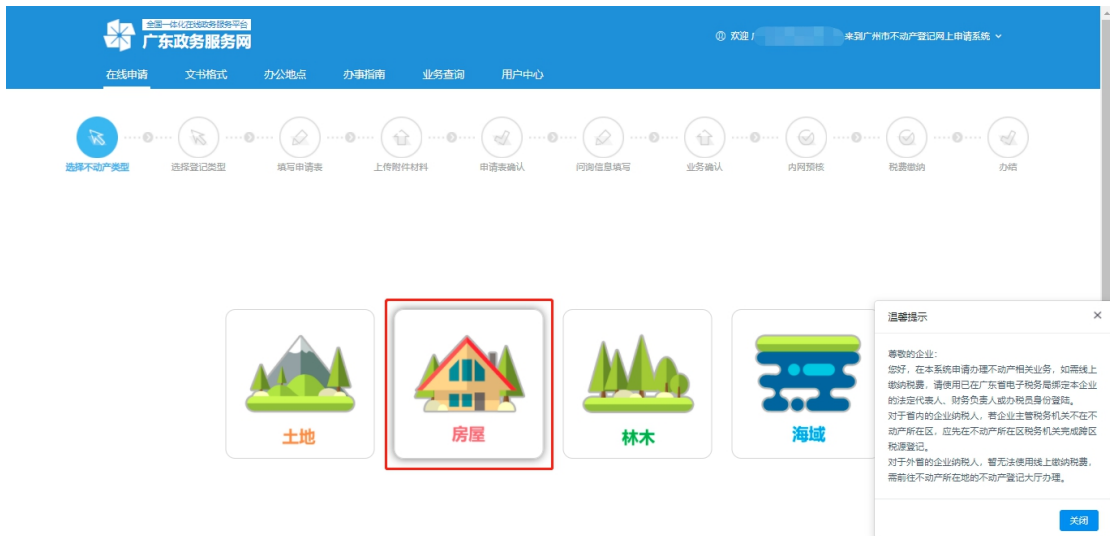 全国一体化在线政务服务平台
广东政务服务网
欢迎
来到广州市不动产登记网上申请系统
在线申请 文书格式 办公地点 办事指南 业务查询 用户中心
选择不动产类型 选择登记类型 填写申请表 上传附件材料 申请表确认 问询信息填写 业务确认 内网预核 税费缴纳 办结
土地
房屋
林木
海域
温馨提示
尊敬的企业:
您好,在本系统申请办理不动产相关业务,如需线上
缴纳税费,请使用已在广东省电子税务局绑定本企业
的法定代表人、财务负责人或办税员身份登陆。
对于省内的企业纳税人,若企业主管税务机关不在不
动产所在区,应先在不动产所在区税务机关完成跨区
税源登记。
对于外省的企业纳税人,暂无法使用线上缴纳税费,
需前往不动产所在地的不动产登记大厅办理。
关闭